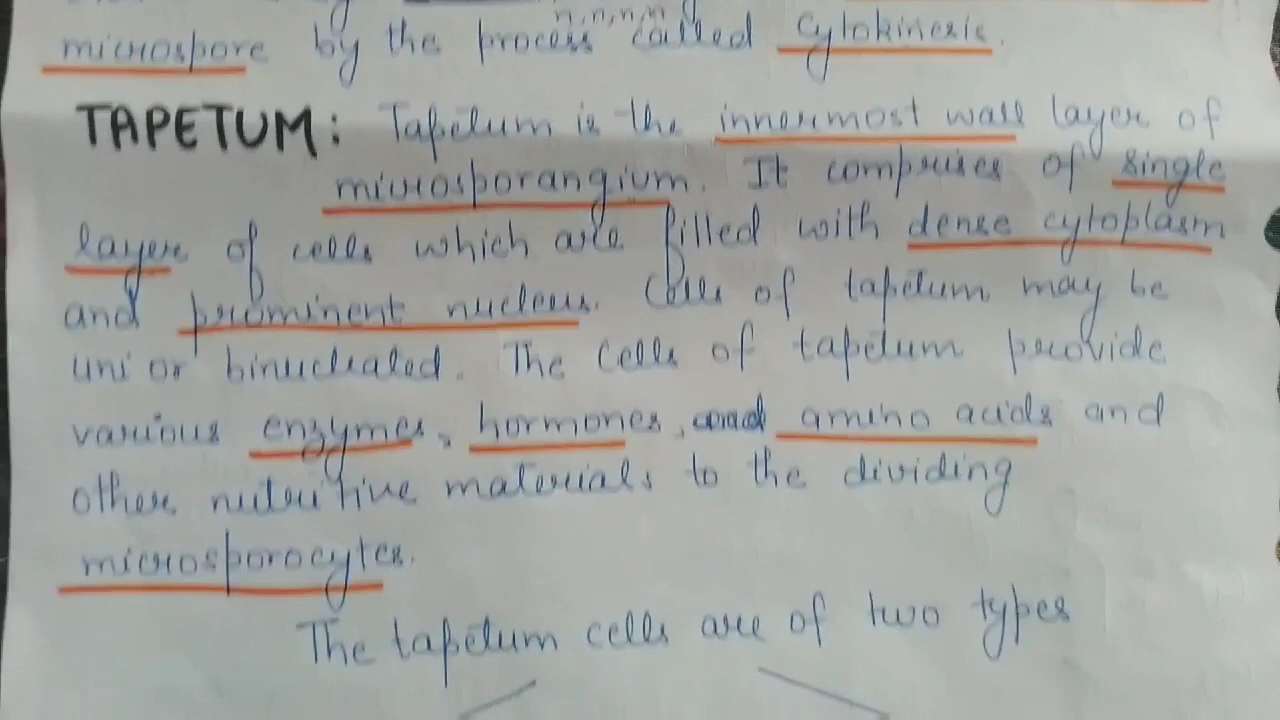 n, n, n, n
microspore by the process called cytokinesis.
TAPETUM: Tapetum is the innermost wall layer of
microsporangium. It comprises of single
layer of cells which are filled with dense cytoplasm
and prominent nucleus. Cells of tapetum may be
uni or binucleated. The cells of tapetum provide
various enzymes, hormones, and amino acids and
other nutritive materials to the dividing
microsporocytes.
The tapetum cells are of two types